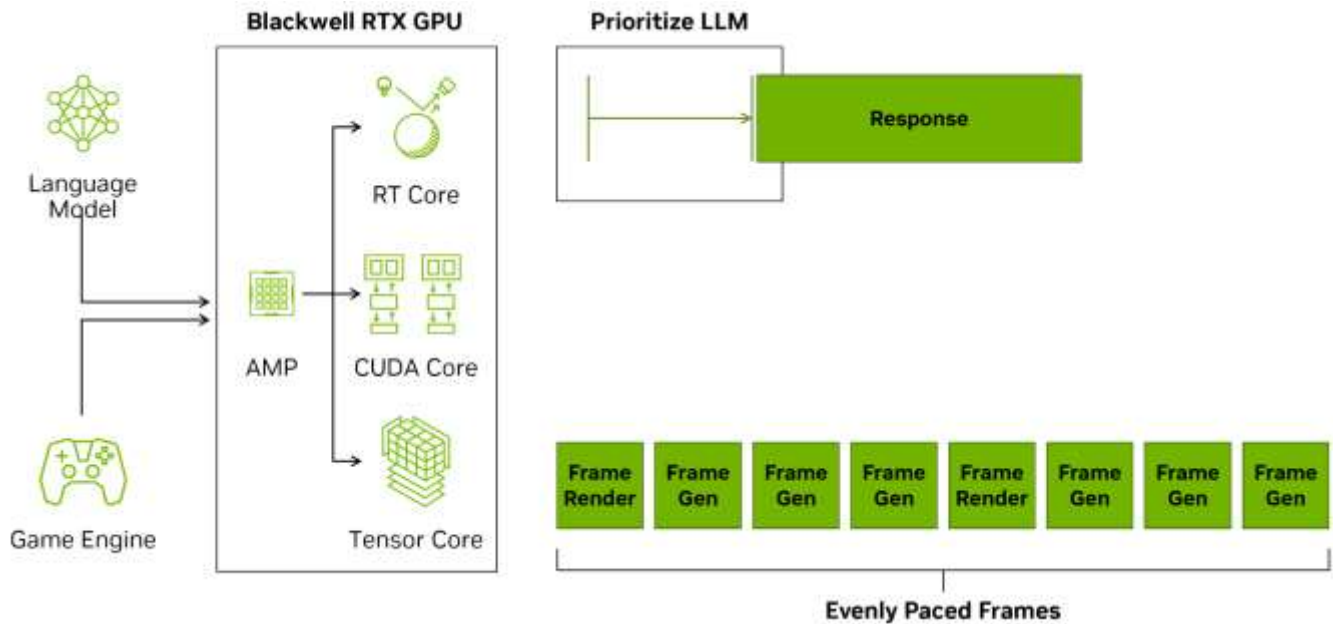 Blackwell RTX GPU
Prioritize LLM
Language
Model
Game Engine
AMP
RT Core
CUDA Core
Tensor Core
Response
Frame
Render
Frame
Gen
Frame
Gen
Frame
Gen
Frame
Render
Frame
Gen
Frame
Gen
Frame
Gen
Evenly Paced Frames